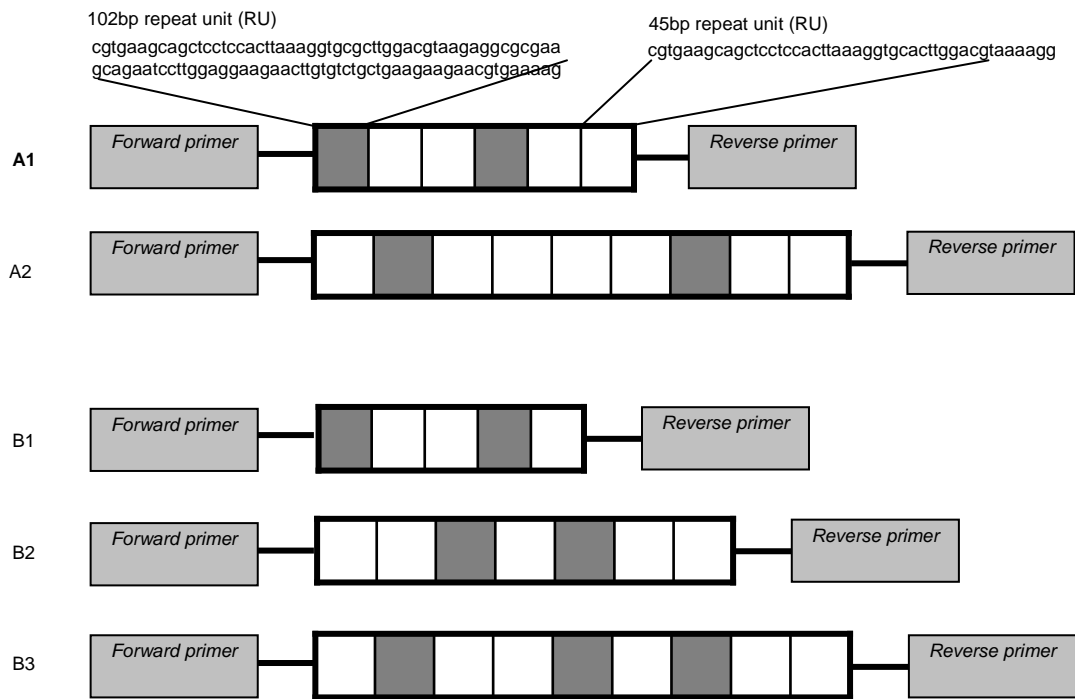 102bp repeat unit (RU)
cgtgaagcagctcctccacttaaaggtgcgcttggacgtaagaggcgcgaa
gcagaatccttggaggaagaacttgtgtctgctgaagaagaacgtgaaaag
45bp repeat unit (RU)
cgtgaagcagctcctccacttaaaggtgcacttggacgtaaaagg
A1
Forward primer
Reverse primer
A2
Forward primer
Reverse primer
B1
Forward primer
Reverse primer
B2
Forward primer
Reverse primer
B3
Forward primer
Reverse primer